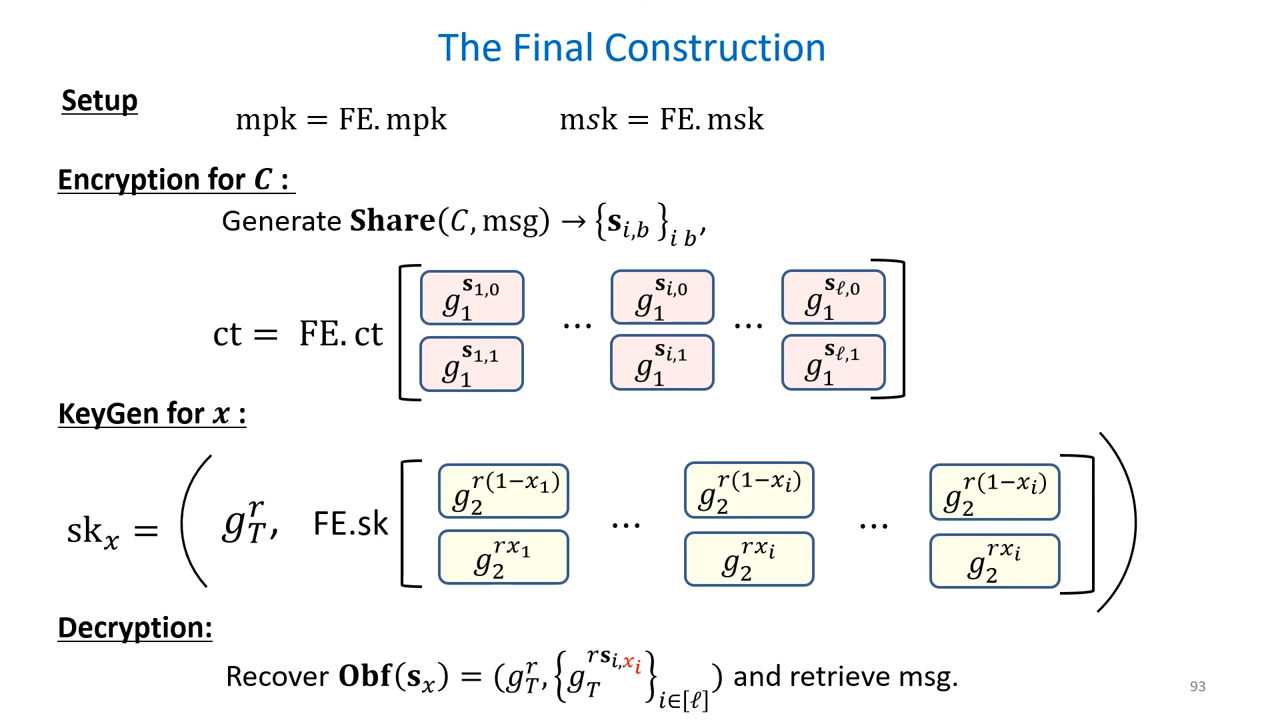 The Final Construction
Setup
mpk = FE. mpk    msk = FE. msk
Encryption for C :
Generate Share(C, msg) → {s_{i,b}}_{i b},
g_1^{s_{1,0}} ... g_1^{s_{i,0}} ... g_1^{s_{ℓ,0}}
ct = FE. ct
g_1^{s_{1,1}} g_1^{s_{i,1}} g_1^{s_{ℓ,1}}
KeyGen for x :
g_2^{r(1−x_1)} g_2^{r(1−x_i)} g_2^{r(1−x_i)}
sk_x = ( g_T^r, FE.sk ... ... )
g_2^{rx_1} g_2^{rx_i} g_2^{rx_i}
Decryption:
Recover Obf(s_x) = (g_T^r, {g_T^{rs_{i,x_i}}}_{i∈[ℓ]}) and retrieve msg.
93